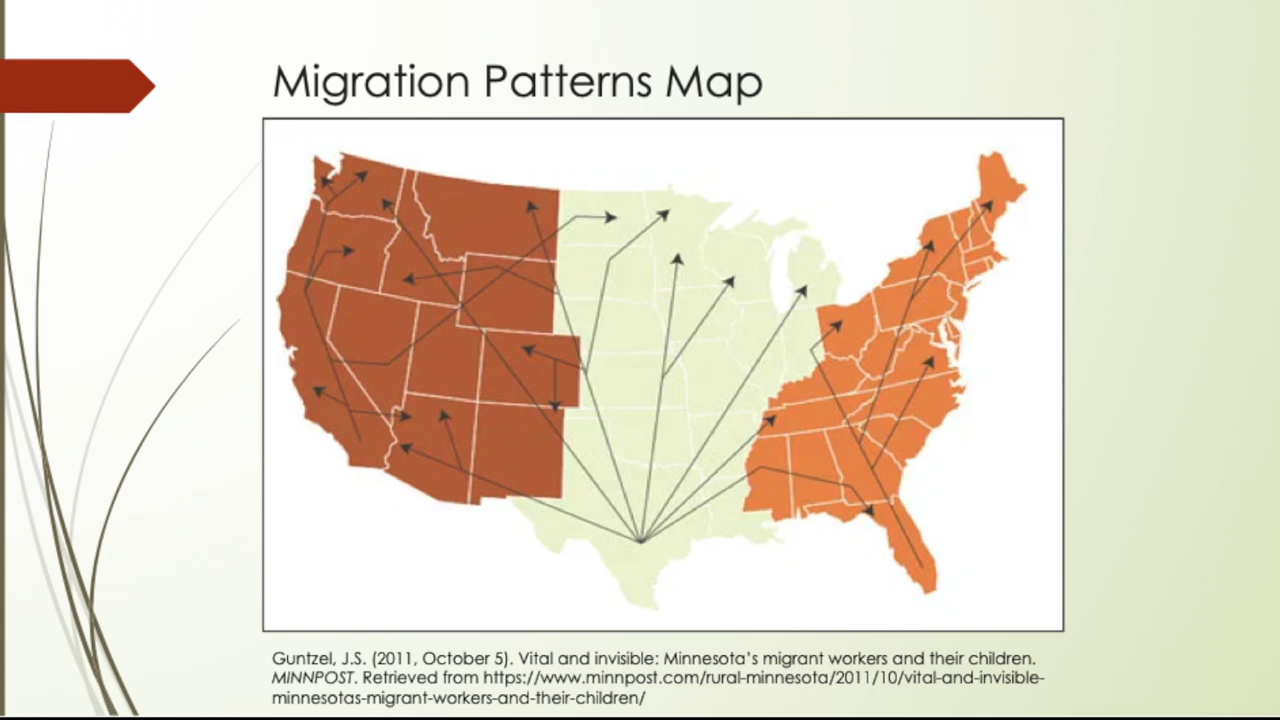 Migration Patterns Map
Guntzel, J.S. (2011, October 5). Vital and invisible: Minnesota’s migrant workers and their children.
MINNPOST. Retrieved from https://www.minnpost.com/rural-minnesota/2011/10/vital-and-invisible-
minnesotas-migrant-workers-and-their-children/